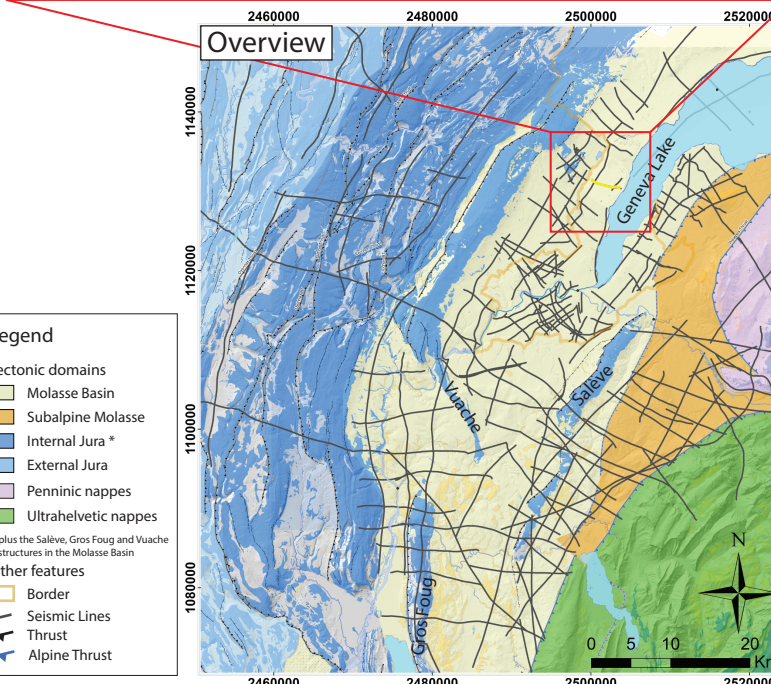 2460000 2480000 2500000 2520000
Overview
1140000
1120000
1100000
1080000
Geneva Lake
Vuache
Salève
Gros Foug
egend
ectonic domains
Molasse Basin
Subalpine Molasse
Internal Jura *
External Jura
Penninic nappes
Ultrahelvetic nappes
plus the Salève, Gros Foug and Vuache
structures in the Molasse Basin
ther features
Border
Seismic Lines
Thrust
Alpine Thrust
N
0 5 10 20
Km
2460000 2480000 2500000 2520000